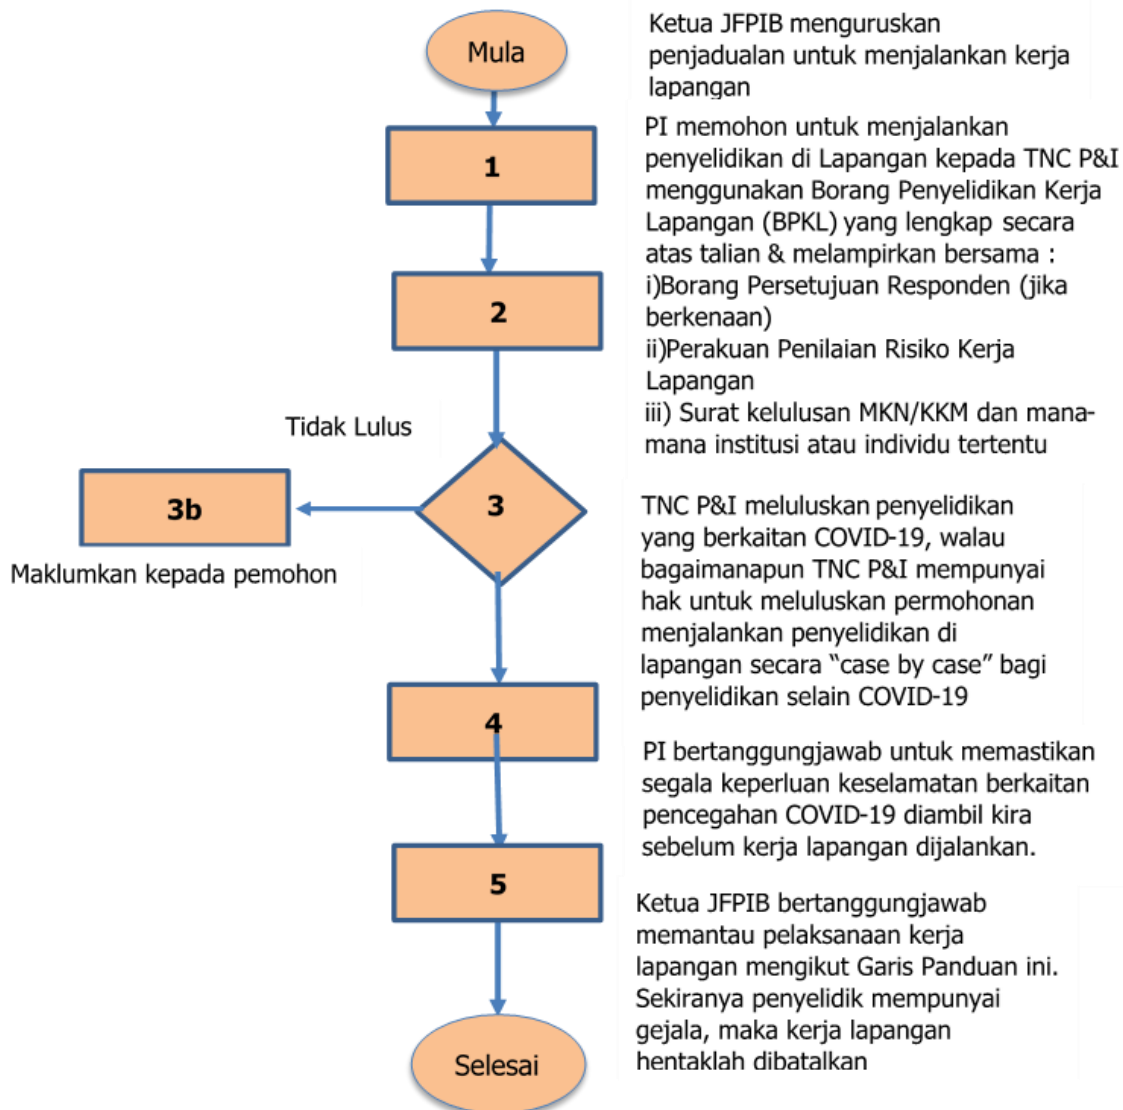 Mula
1
2
Tidak Lulus
3
3b
Maklumkan kepada pemohon
4
5
Selesai
Ketua JFPIB menguruskan
penjadualan untuk menjalankan kerja
lapangan
PI memohon untuk menjalankan
penyelidikan di Lapangan kepada TNC P&I
menggunakan Borang Penyelidikan Kerja
Lapangan (BPKL) yang lengkap secara
atas talian & melampirkan bersama :
i)Borang Persetujuan Responden (jika
berkenaan)
ii)Perakuan Penilaian Risiko Kerja
Lapangan
iii) Surat kelulusan MKN/KKM dan mana-
mana institusi atau individu tertentu
TNC P&I meluluskan penyelidikan
yang berkaitan COVID-19, walau
bagaimanapun TNC P&I mempunyai
hak untuk meluluskan permohonan
menjalankan penyelidikan di
lapangan secara “case by case” bagi
penyelidikan selain COVID-19
PI bertanggungjawab untuk memastikan
segala keperluan keselamatan berkaitan
pencegahan COVID-19 diambil kira
sebelum kerja lapangan dijalankan.
Ketua JFPIB bertanggungjawab
memantau pelaksanaan kerja
lapangan mengikut Garis Panduan ini.
Sekiranya penyelidik mempunyai
gejala, maka kerja lapangan
hentaklah dibatalkan